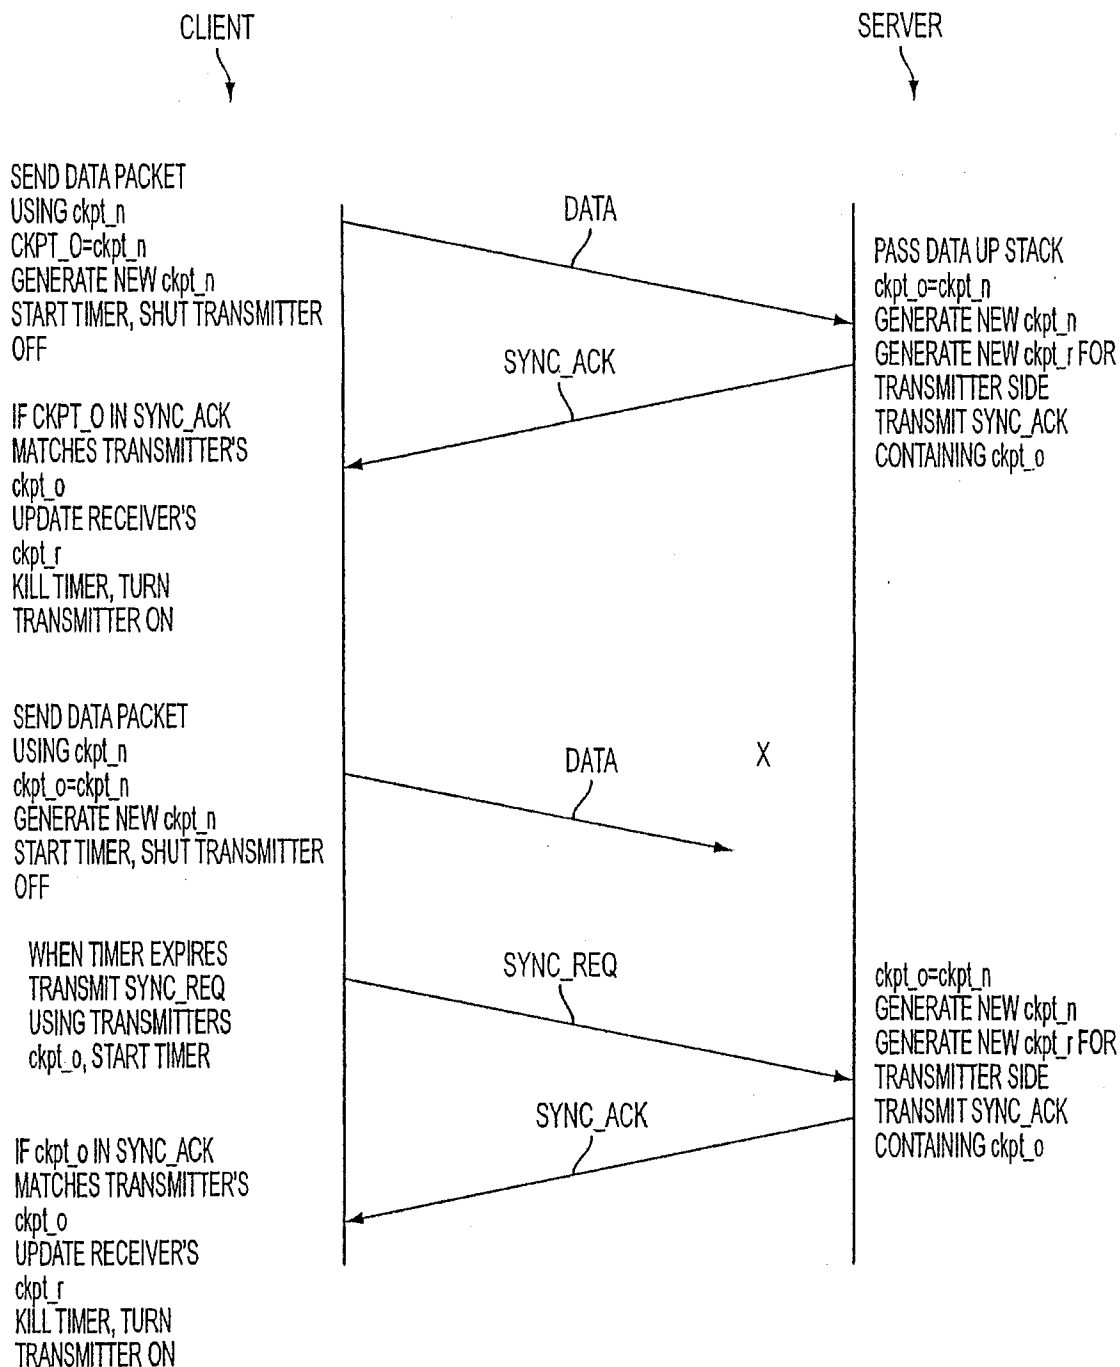 CLIENT
SERVER
SEND DATA PACKET
USING ckpt_n
CKPT_O=ckpt_n
GENERATE NEW ckpt_n
START TIMER, SHUT TRANSMITTER
OFF
DATA
PASS DATA UP STACK
ckpt_o=ckpt_n
GENERATE NEW ckpt_n
GENERATE NEW ckpt_r FOR
TRANSMITTER SIDE
TRANSMIT SYNC_ACK
CONTAINING ckpt_o
SYNC_ACK
IF CKPT_O IN SYNC_ACK
MATCHES TRANSMITTER'S
ckpt_o
UPDATE RECEIVER'S
ckpt_r
KILL TIMER, TURN
TRANSMITTER ON
SEND DATA PACKET
USING ckpt_n
ckpt_o=ckpt_n
GENERATE NEW ckpt_n
START TIMER, SHUT TRANSMITTER
OFF
DATA
X
WHEN TIMER EXPIRES
TRANSMIT SYNC_REQ
USING TRANSMITTERS
ckpt_o, START TIMER
SYNC_REQ
ckpt_o=ckpt_n
GENERATE NEW ckpt_n
GENERATE NEW ckpt_r FOR
TRANSMITTER SIDE
TRANSMIT SYNC_ACK
CONTAINING ckpt_o
SYNC_ACK
IF ckpt_o IN SYNC_ACK
MATCHES TRANSMITTER'S
ckpt_o
UPDATE RECEIVER'S
ckpt_r
KILL TIMER, TURN
TRANSMITTER ON